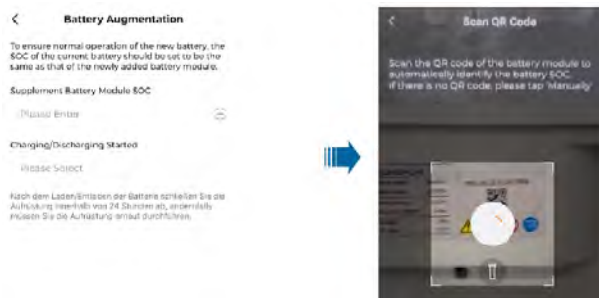 Battery Augmentation
To ensure normal operation of the new battery, the
SOC of the current battery should be set to be the
same as that of the newly added battery module.
Supplement Battery Module SOC
Please Enter
Charging/Discharging Started
Please Select
Nach dem Laden/Entladen der Batterie schließen Sie die
Aufrüstung innerhalb von 24 Stunden ab, andernfalls
müssen Sie die Aufrüstung erneut durchführen.
Scan QR Code
Scan the QR code of the battery module to
automatically identify the battery SOC.
If there is no QR code, please tap 'Manually